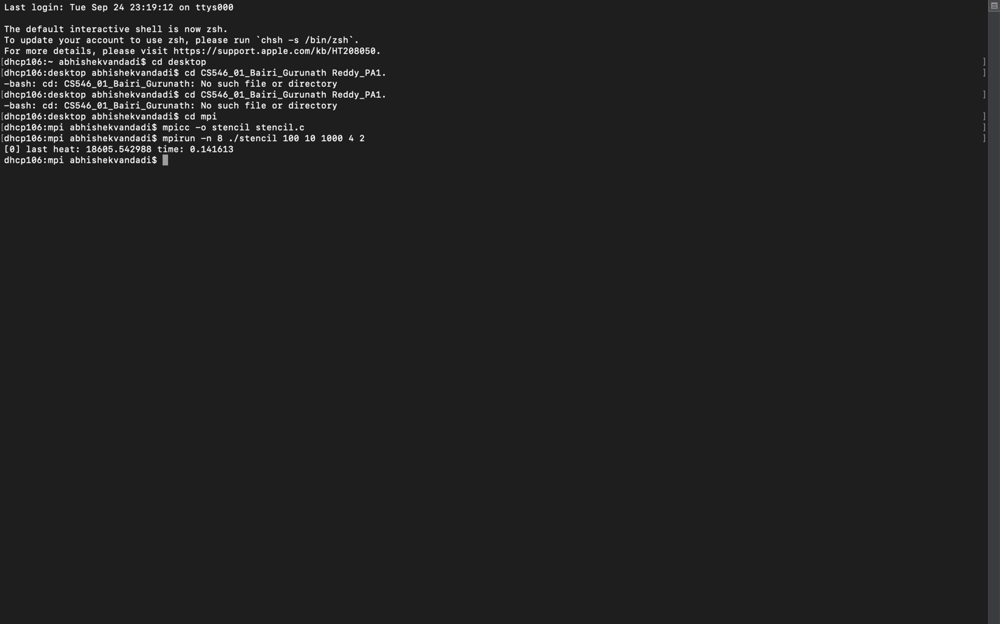 Last login: Tue Sep 24 23:19:12 on ttys000

The default interactive shell is now zsh.
To update your account to use zsh, please run `chsh -s /bin/zsh`.
For more details, please visit https://support.apple.com/kb/HT208050.
[dhcp106:~ abhishekvandadi$ cd desktop ]
[dhcp106:desktop abhishekvandadi$ cd CS546_01_Bairi_Gurunath Reddy_PA1. ]
-bash: cd: CS546_01_Bairi_Gurunath: No such file or directory
[dhcp106:desktop abhishekvandadi$ cd CS546_01_Bairi_Gurunath Reddy_PA1. ]
-bash: cd: CS546_01_Bairi_Gurunath: No such file or directory
[dhcp106:desktop abhishekvandadi$ cd mpi ]
[dhcp106:mpi abhishekvandadi$ mpicc -o stencil stencil.c ]
[dhcp106:mpi abhishekvandadi$ mpirun -n 8 ./stencil 100 10 1000 4 2 ]
[0] last heat: 18605.542988 time: 0.141613
dhcp106:mpi abhishekvandadi$